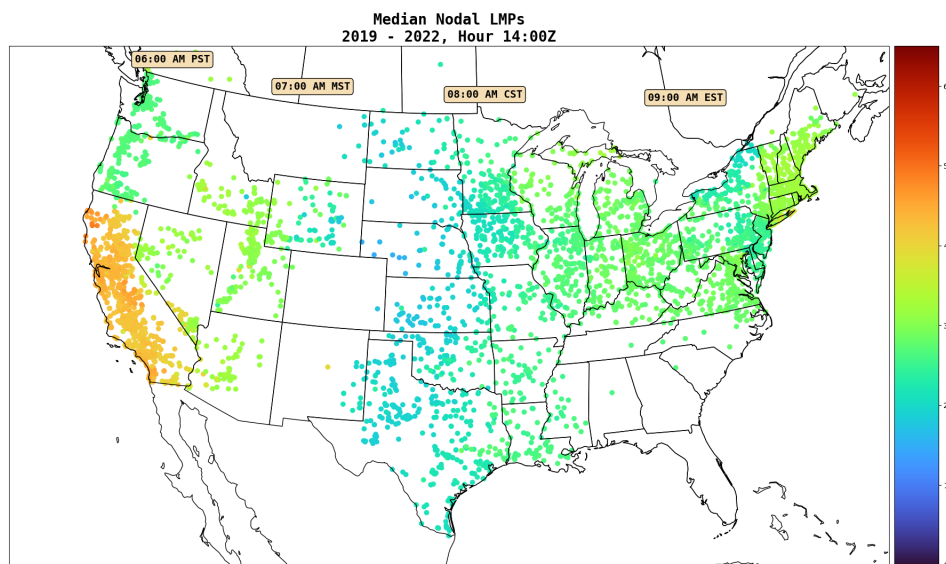 Median Nodal LMPs
2019 - 2022, Hour 14:00Z
06:00 AM PST
07:00 AM MST
08:00 AM CST
09:00 AM EST